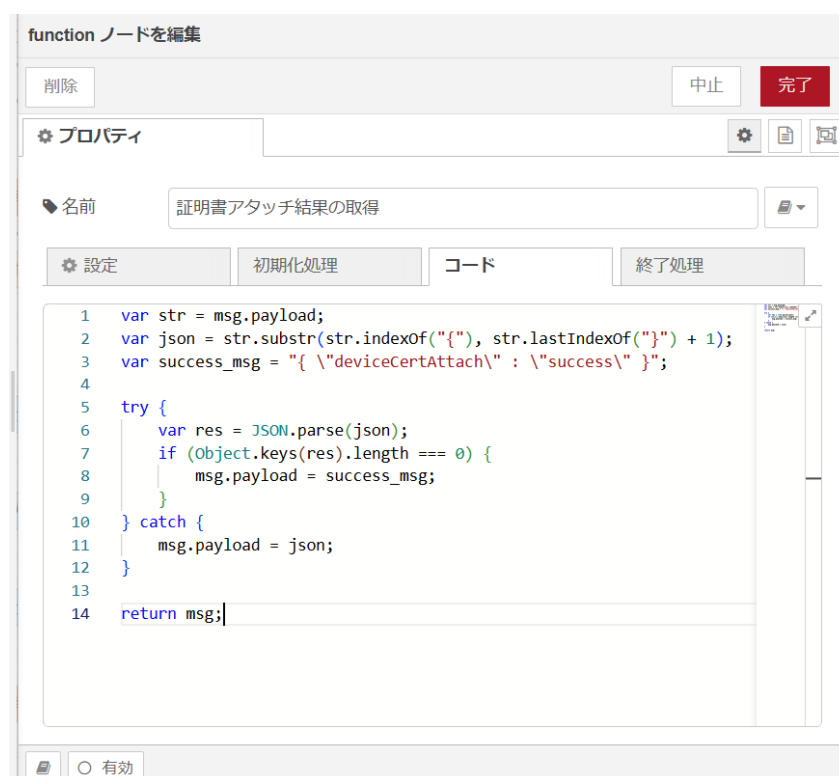 function ノードを編集
削除
中止
完了
プロパティ
名前
証明書アタッチ結果の取得
設定
初期化処理
コード
終了処理
1 var str = msg.payload;
2 var json = str.substr(str.indexOf("{"), str.lastIndexOf("}") + 1);
3 var success_msg = "{ \"deviceCertAttach\" : \"success\" }";
4
5 try {
6 var res = JSON.parse(json);
7 if (Object.keys(res).length === 0) {
8 msg.payload = success_msg;
9 }
10 } catch {
11 msg.payload = json;
12 }
13
14 return msg;
有効